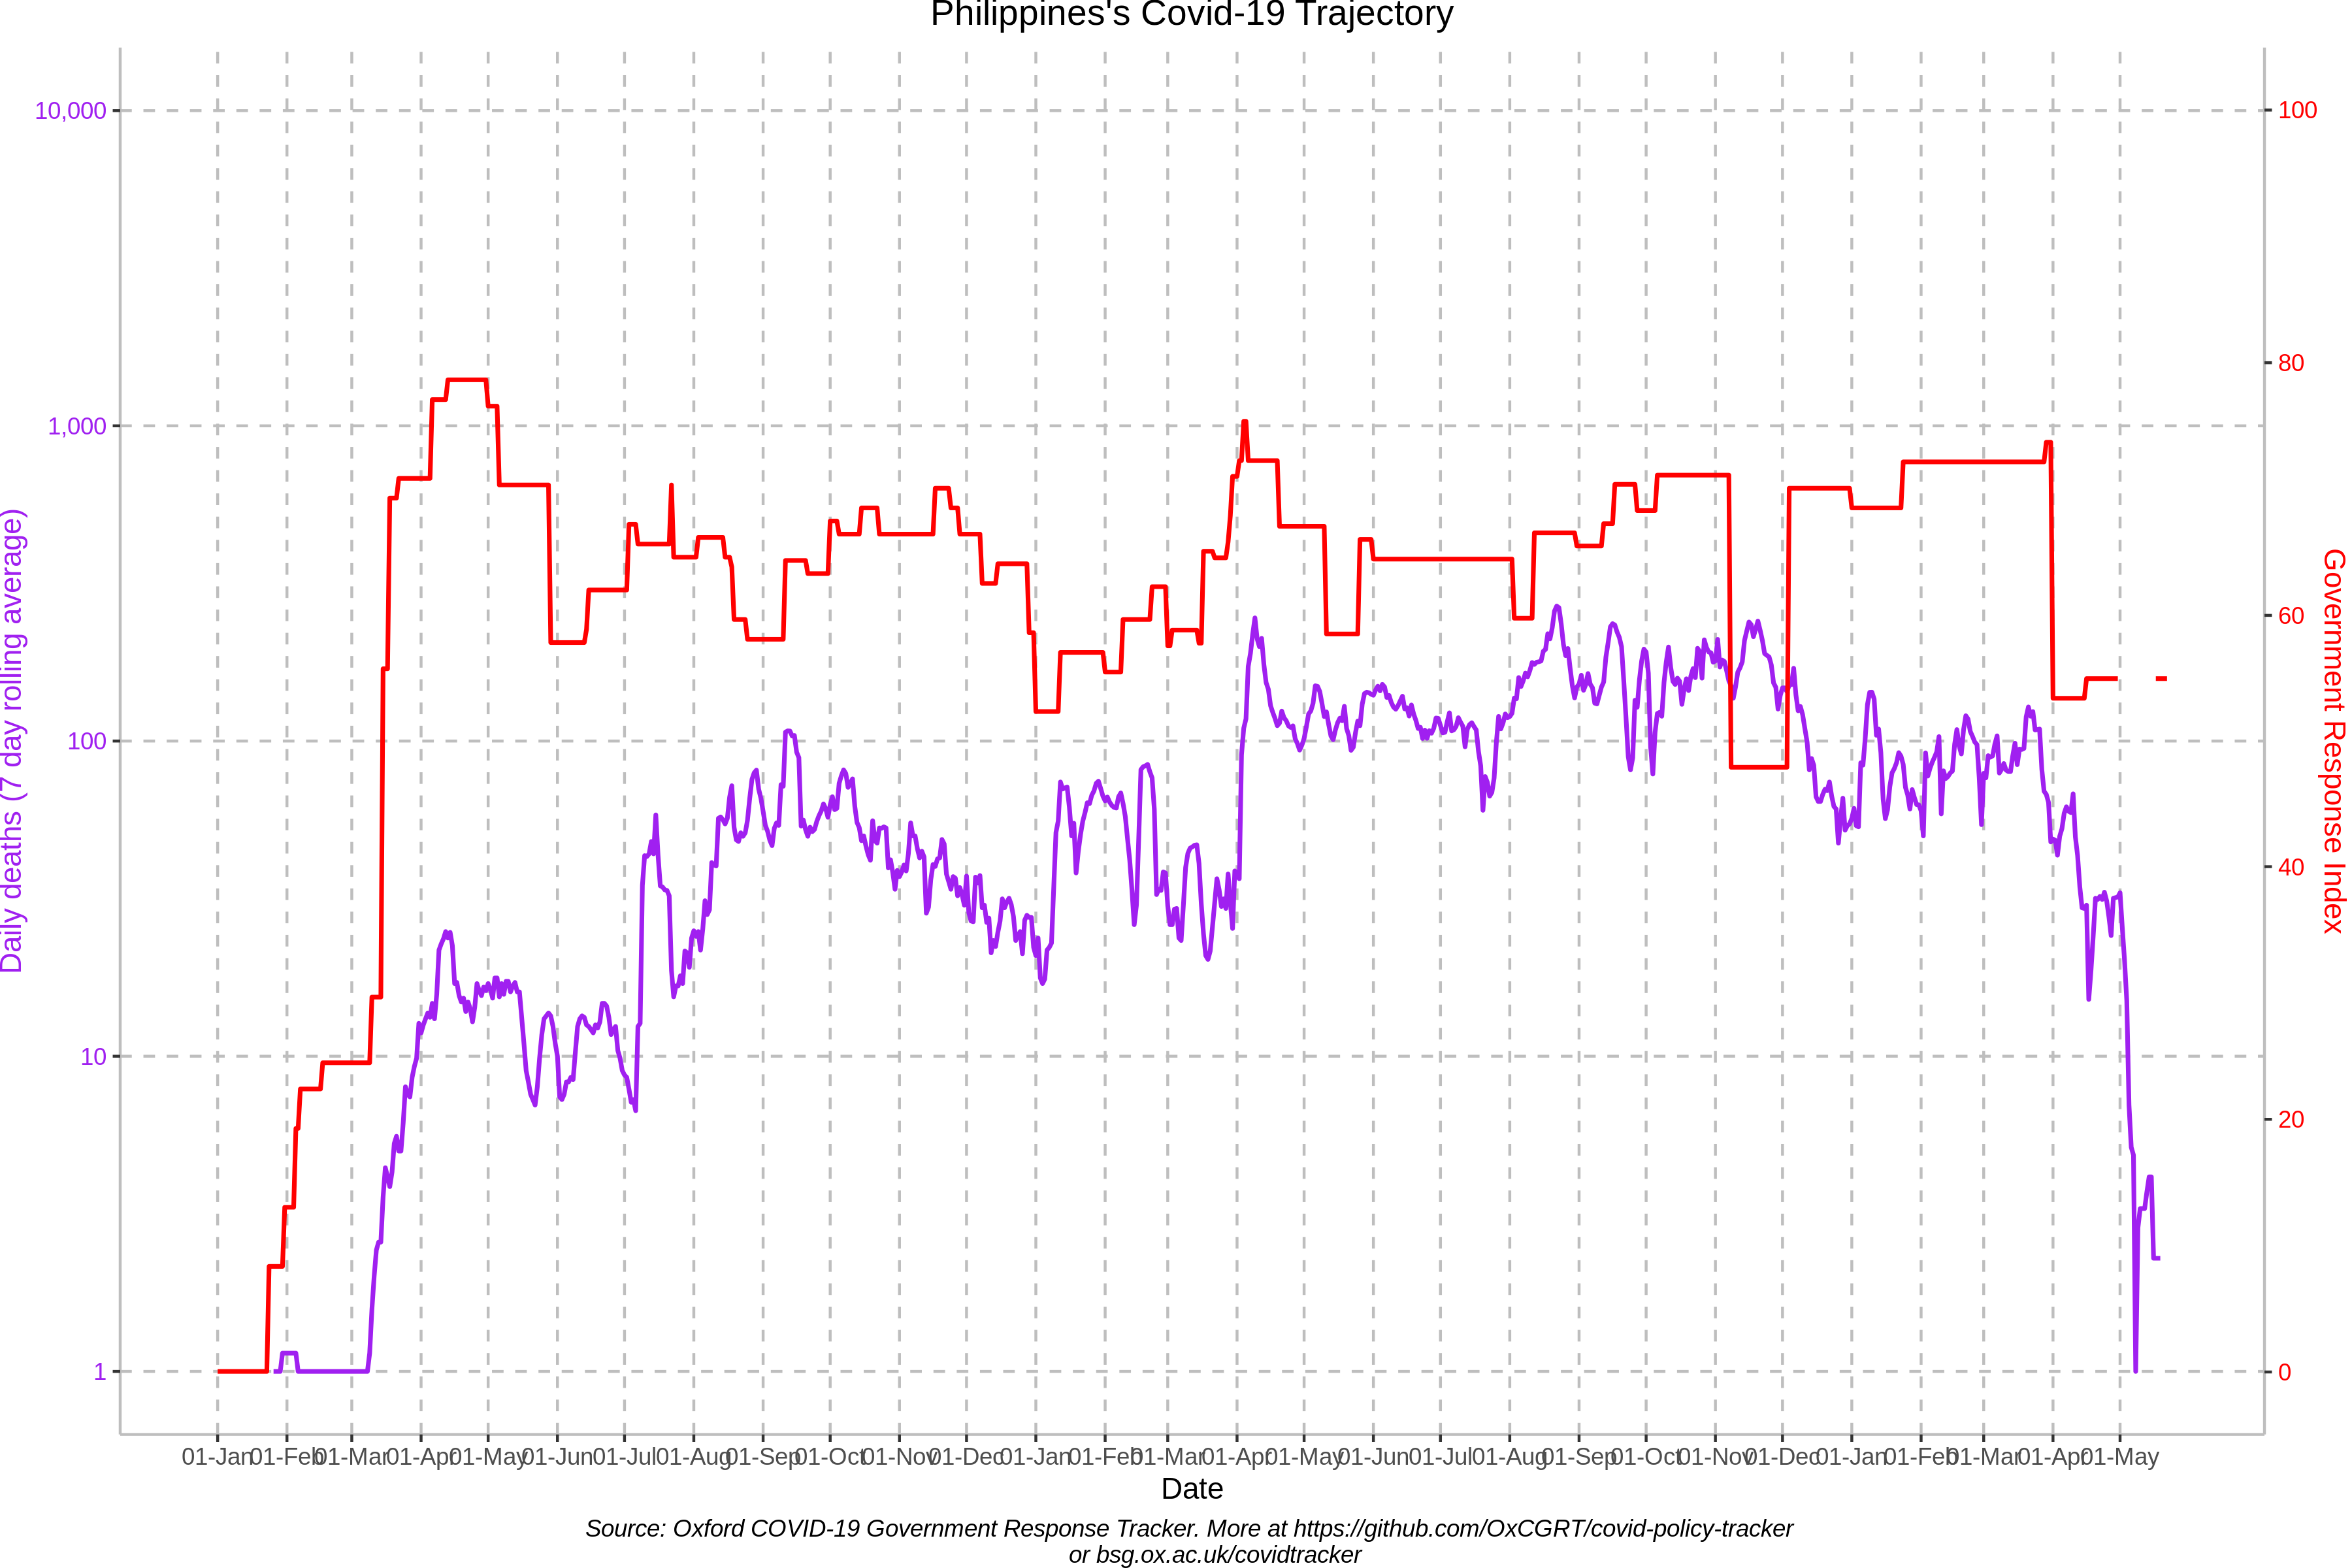 Philippines's Covid-19 Trajectory
10,000
1,000
100
10
1
Daily deaths (7 day rolling average)
100
80
60
40
20
0
Government Response Index
01-Jan 01-Feb 01-Mar 01-Apr 01-May 01-Jun 01-Jul 01-Aug 01-Sep 01-Oct 01-Nov 01-Dec 01-Jan 01-Feb 01-Mar 01-Apr 01-May 01-Jun 01-Jul 01-Aug 01-Sep 01-Oct 01-Nov 01-Dec 01-Jan 01-Feb 01-Mar 01-Apr 01-May
Date
Source: Oxford COVID-19 Government Response Tracker. More at https://github.com/OxCGRT/covid-policy-tracker
or bsg.ox.ac.uk/covidtracker